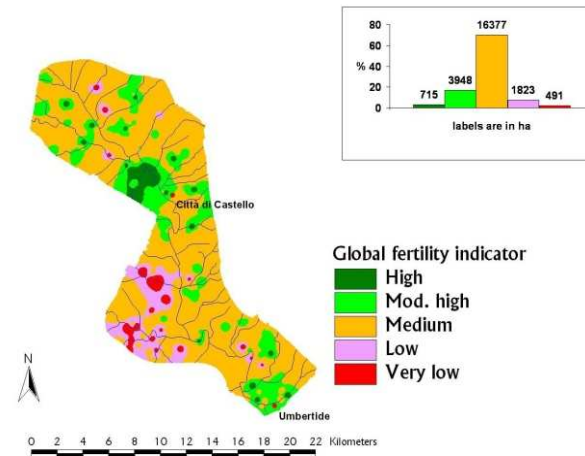 80
60
% 40
20
0
16377
3948
715
1823
491
labels are in ha
Città di Castello
Global fertility indicator
High
Mod. high
Medium
Low
Very low
N
Umbertide
0 2 4 6 8 10 12 14 16 18 20 22 Kilometers